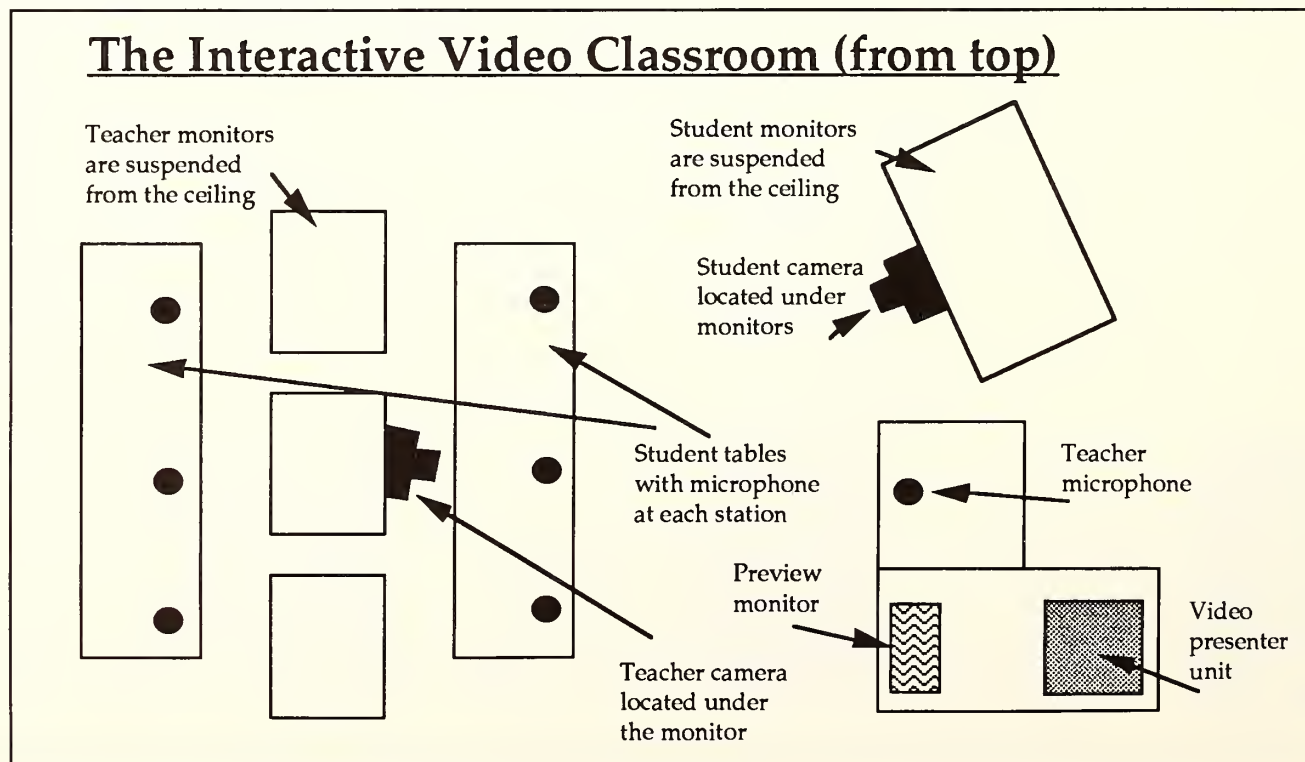 The Interactive Video Classroom (from top)
Teacher monitors
are suspended
from the ceiling
Student monitors
are suspended
from the ceiling
Student camera
located under
monitors
Student tables
with microphone
at each station
Teacher
microphone
Preview
monitor
Video
presenter
unit
Teacher camera
located under
the monitor